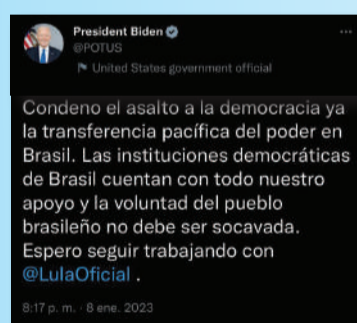 President Biden
@POTUS
United States government official
Condeno el asalto a la democracia ya
la transferencia pacífica del poder en
Brasil. Las instituciones democráticas
de Brasil cuentan con todo nuestro
apoyo y la voluntad del pueblo
brasileño no debe ser socavada.
Espero seguir trabajando con
@LulaOficial .
8:17 p. m. · 8 ene. 2023